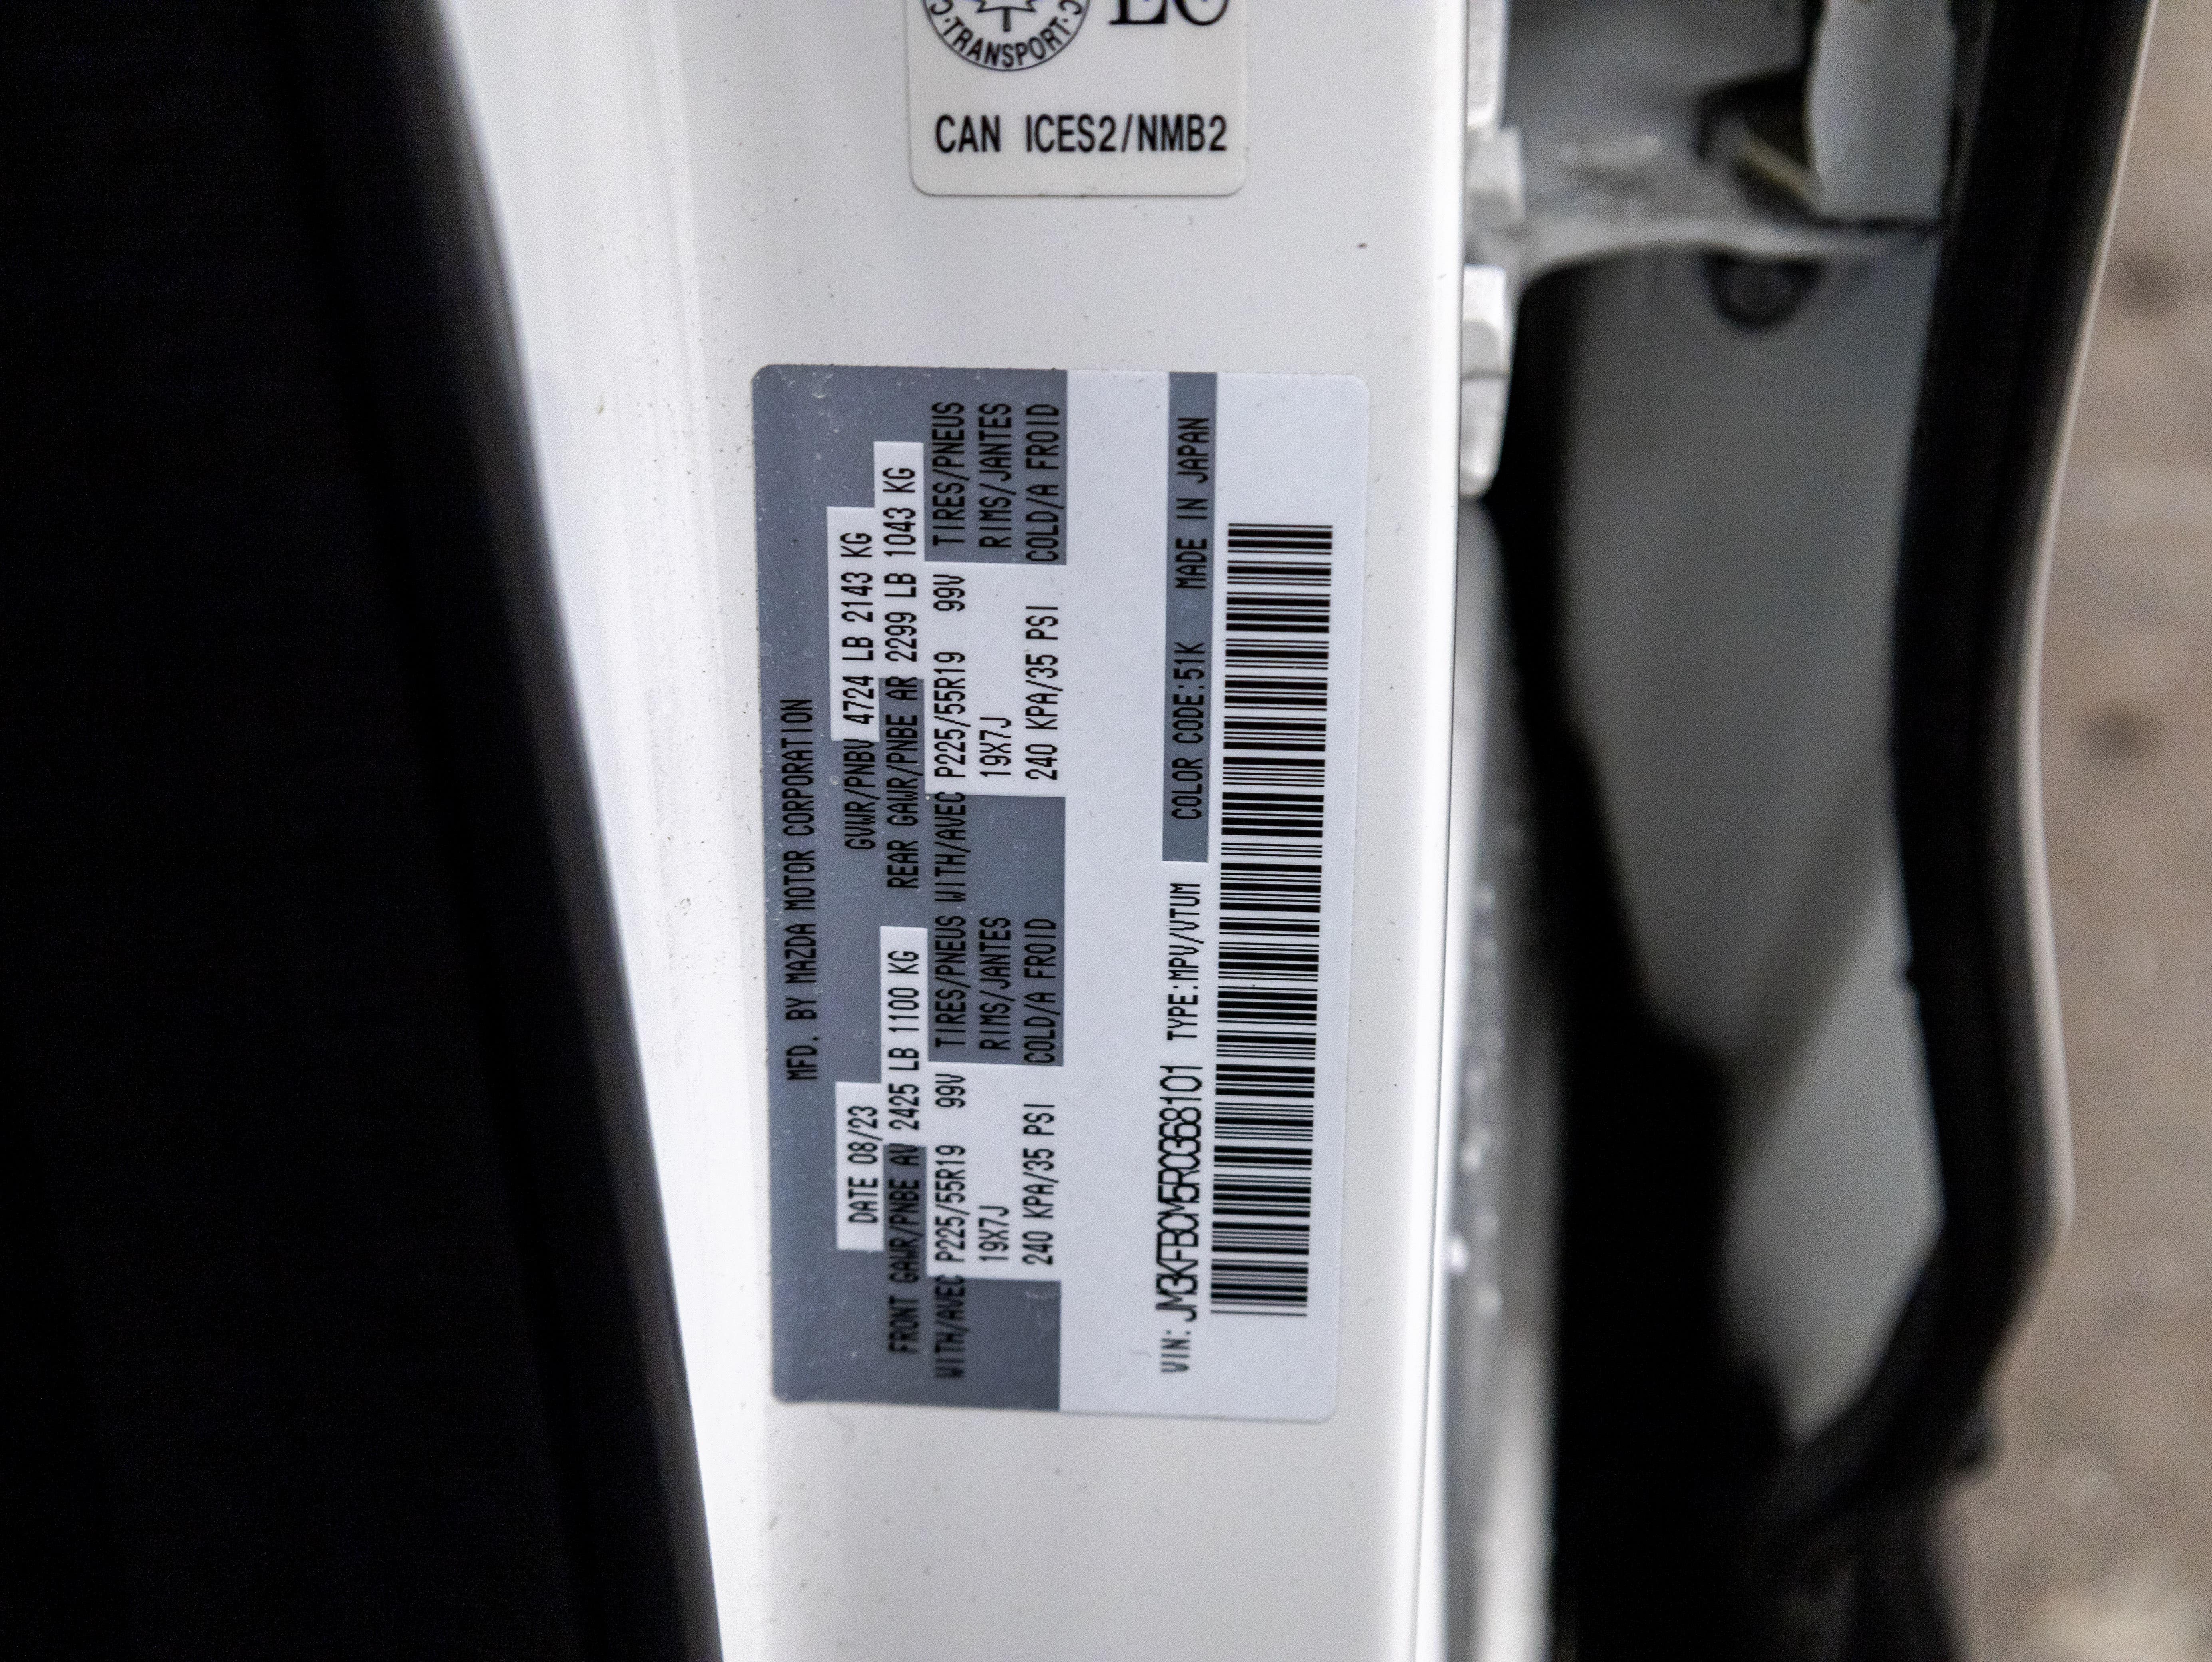 TRANSPORT
CAN ICES2/NMB2
MFD. BY MAZDA MOTOR CORPORATION
DATE 08/23 GVWR/PNBV 4724 LB 2143 KG
FRONT GAWR/PNBE AV 2425 LB 1100 KG REAR GAWR/PNBE AR 2299 LB 1043 KG
WITH/AVEC P225/55R19 99V TIRES/PNEUS WITH/AVEC P225/55R19 99V TIRES/PNEUS
19X7J RIMS/JANTES 19X7J RIMS/JANTES
240 KPA/35 PSI COLD/A FROID 240 KPA/35 PSI COLD/A FROID
VIN: JM3KFBCM5R0368101 TYPE:MPV/VTUM COLOR CODE:51K MADE IN JAPAN